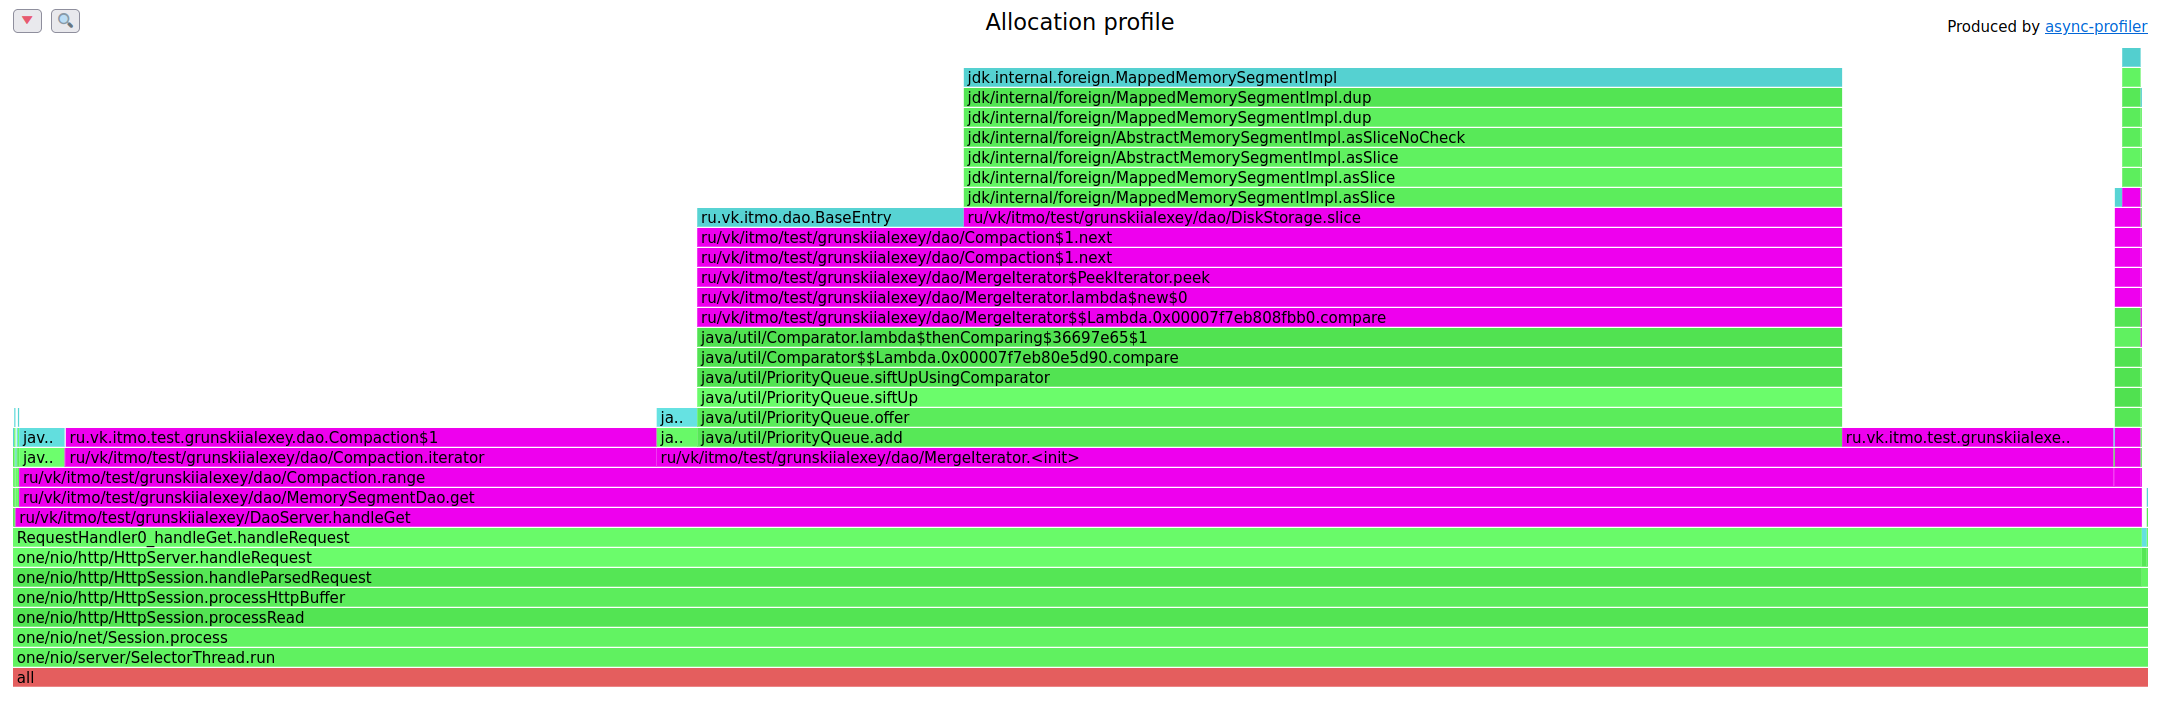 Allocation profile
Produced by async-profiler
jdk.internal.foreign.MappedMemorySegmentImpl
jdk/internal/foreign/MappedMemorySegmentImpl.dup
jdk/internal/foreign/MappedMemorySegmentImpl.dup
jdk/internal/foreign/AbstractMemorySegmentImpl.asSliceNoCheck
jdk/internal/foreign/AbstractMemorySegmentImpl.asSlice
jdk/internal/foreign/MappedMemorySegmentImpl.asSlice
jdk/internal/foreign/MappedMemorySegmentImpl.asSlice
ru.vk.itmo.dao.BaseEntry ru/vk/itmo/test/grunskiialexey/dao/DiskStorage.slice
ru/vk/itmo/test/grunskiialexey/dao/Compaction$1.next
ru/vk/itmo/test/grunskiialexey/dao/Compaction$1.next
ru/vk/itmo/test/grunskiialexey/dao/MergeIterator$PeekIterator.peek
ru/vk/itmo/test/grunskiialexey/dao/MergeIterator.lambda$new$0
ru/vk/itmo/test/grunskiialexey/dao/MergeIterator$$Lambda.0x00007f7eb808fbb0.compare
java/util/Comparator.lambda$thenComparing$36697e65$1
java/util/Comparator$$Lambda.0x00007f7eb80e5d90.compare
java/util/PriorityQueue.siftUpUsingComparator
java/util/PriorityQueue.siftUp
ja.. java/util/PriorityQueue.offer
jav.. ru.vk.itmo.test.grunskiialexey.dao.Compaction$1 ja.. java/util/PriorityQueue.add ru.vk.itmo.test.grunskiialexe..
jav.. ru/vk/itmo/test/grunskiialexey/dao/Compaction.iterator ru/vk/itmo/test/grunskiialexey/dao/MergeIterator.<init>
ru/vk/itmo/test/grunskiialexey/dao/Compaction.range
ru/vk/itmo/test/grunskiialexey/dao/MemorySegmentDao.get
ru/vk/itmo/test/grunskiialexey/DaoServer.handleGet
RequestHandler0_handleGet.handleRequest
one/nio/http/HttpServer.handleRequest
one/nio/http/HttpSession.handleParsedRequest
one/nio/http/HttpSession.processHttpBuffer
one/nio/http/HttpSession.processRead
one/nio/net/Session.process
one/nio/server/SelectorThread.run
all